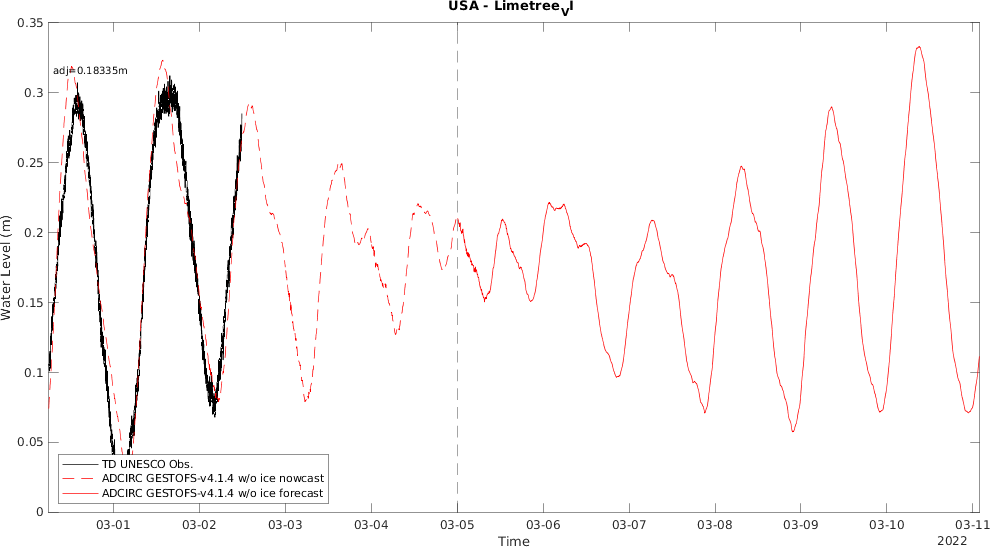 USA - Limetree_VI
adj=0.18335m
0.35
0.3
0.25
0.2
0.15
0.1
0.05
0
Water Level (m)
TD UNESCO Obs.
ADCIRC GESTOFS-v4.1.4 w/o ice nowcast
ADCIRC GESTOFS-v4.1.4 w/o ice forecast
03-01 03-02 03-03 03-04 03-05 03-06 03-07 03-08 03-09 03-10 03-11
Time
2022